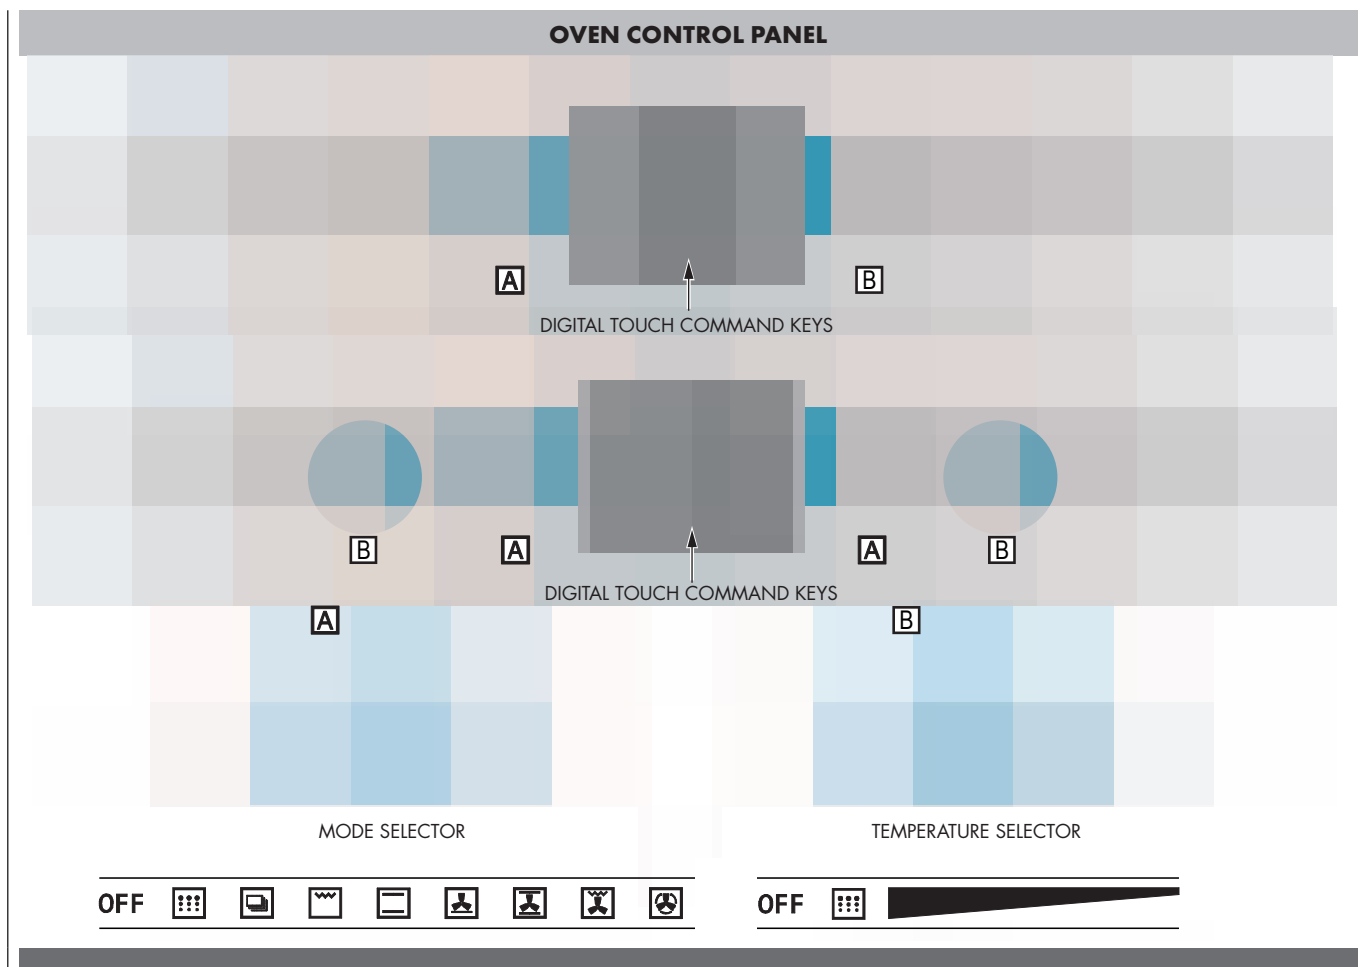 OVEN CONTROL PANEL
A B
DIGITAL TOUCH COMMAND KEYS
B A A B
DIGITAL TOUCH COMMAND KEYS
A B
MODE SELECTOR TEMPERATURE SELECTOR
OFF OFF